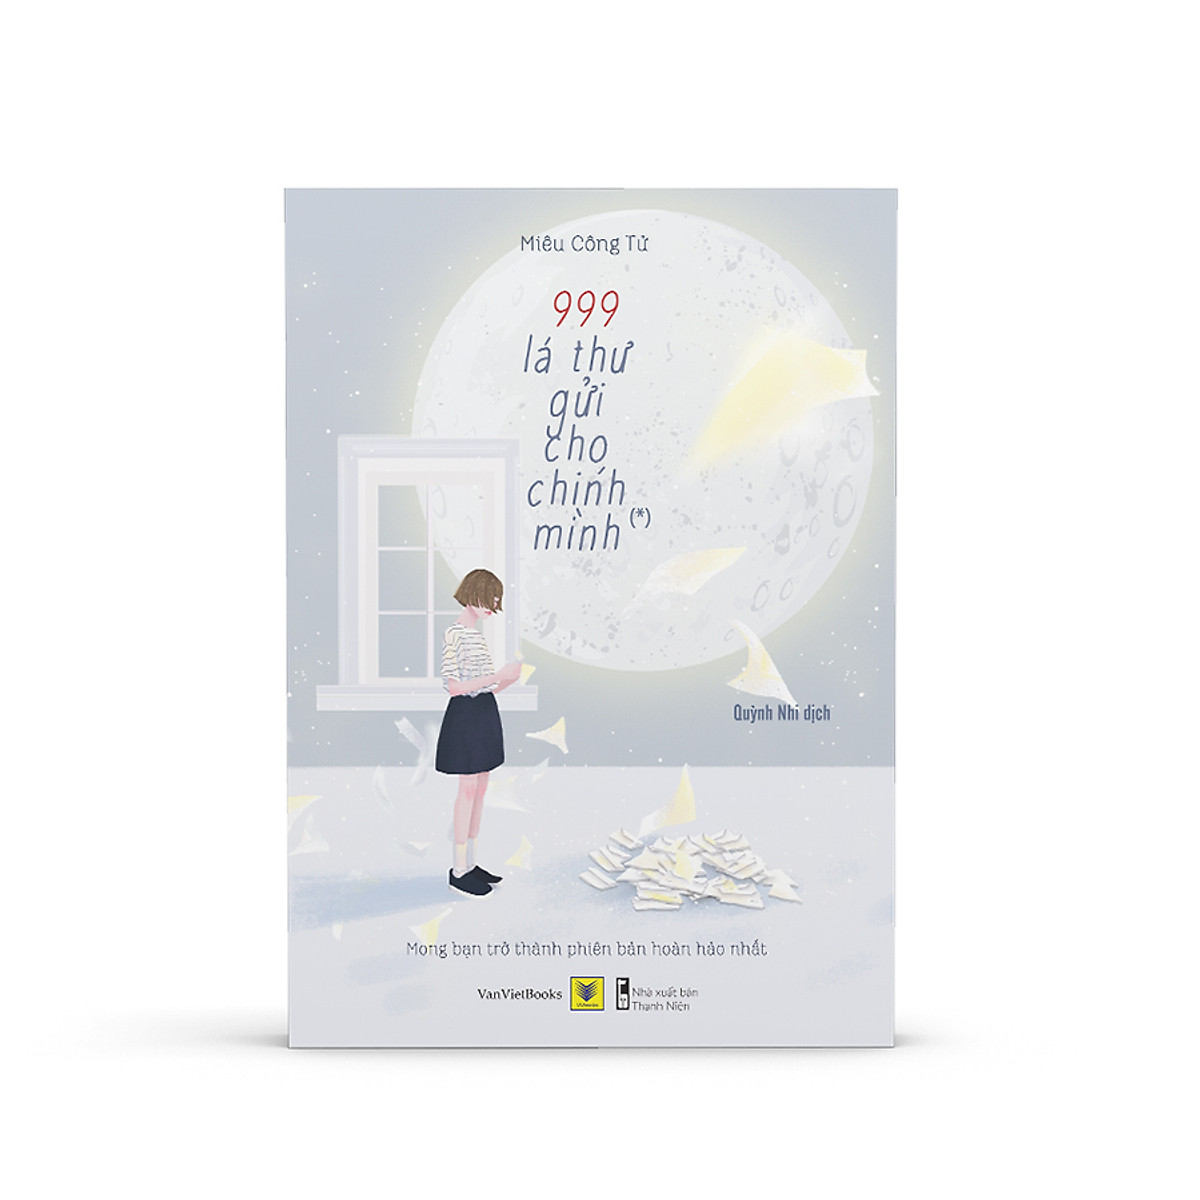 Miêu Công Tử
999
lá thư
gửi
cho
chính
mình (*)
Quỳnh Nhi dịch
Mong bạn trở thành phiên bản hoàn hảo nhất
VanVietBooks
Nhà xuất bản
Thanh Niên